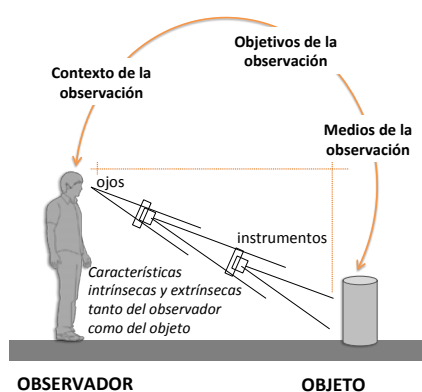 Objetivos de la
observación
Contexto de la
observación
Medios de la
observación
ojos
instrumentos
Características
intrínsecas y extrínsecas
tanto del observador
como del objeto
OBSERVADOR
OBJETO